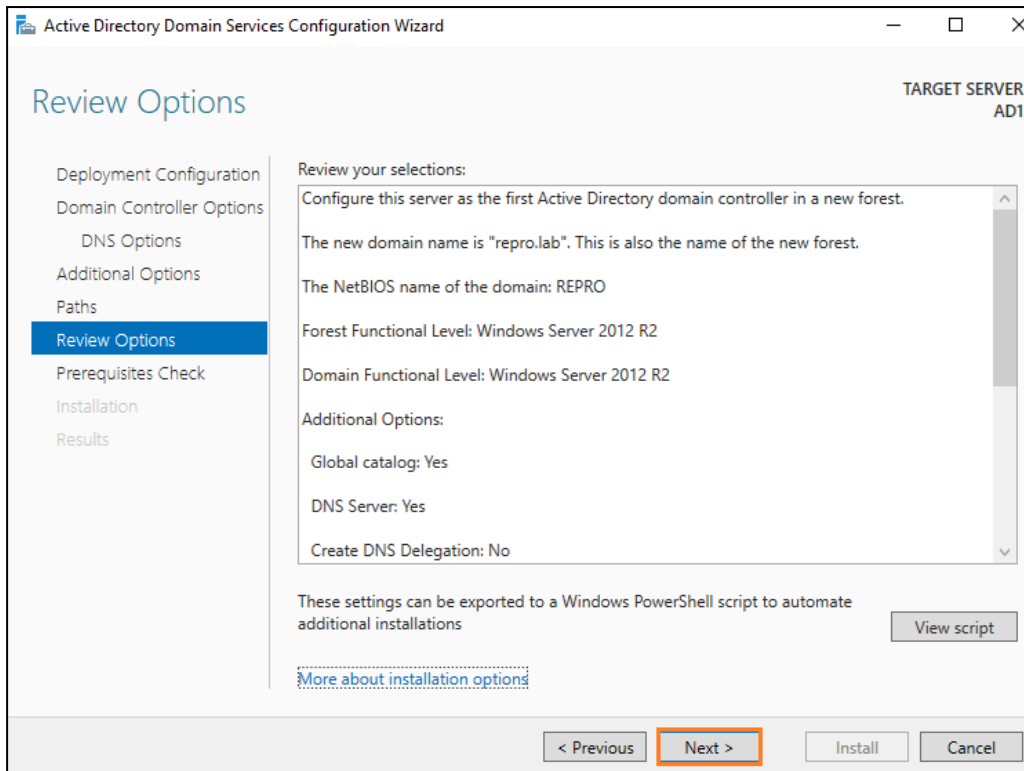 Active Directory Domain Services Configuration Wizard
Review Options
TARGET SERVER
AD1
Deployment Configuration
Domain Controller Options
DNS Options
Additional Options
Paths
Review Options
Prerequisites Check
Installation
Results
Review your selections:
Configure this server as the first Active Directory domain controller in a new forest.
The new domain name is "repro.lab". This is also the name of the new forest.
The NetBIOS name of the domain: REPRO
Forest Functional Level: Windows Server 2012 R2
Domain Functional Level: Windows Server 2012 R2
Additional Options:
Global catalog: Yes
DNS Server: Yes
Create DNS Delegation: No
These settings can be exported to a Windows PowerShell script to automate
additional installations
View script
More about installation options
< Previous
Next >
Install
Cancel